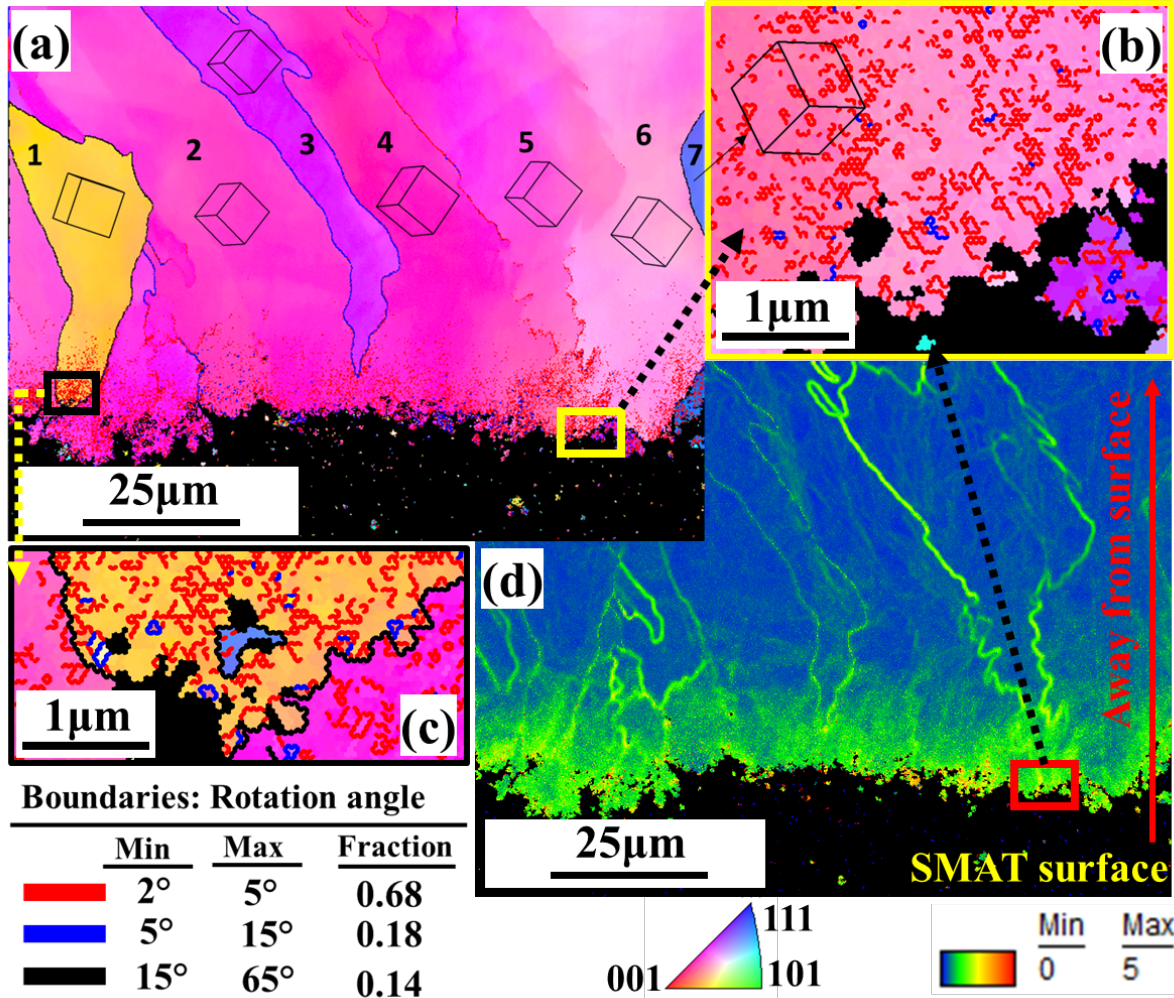 (a)
1
2
3
4
5
6
7
25μm
(b)
1μm
(c)
1μm
(d)
25μm
Away from surface
SMAT surface
Boundaries: Rotation angle
Min Max Fraction
2° 5° 0.68
5° 15° 0.18
15° 65° 0.14
111
001 101
Min Max
0 5